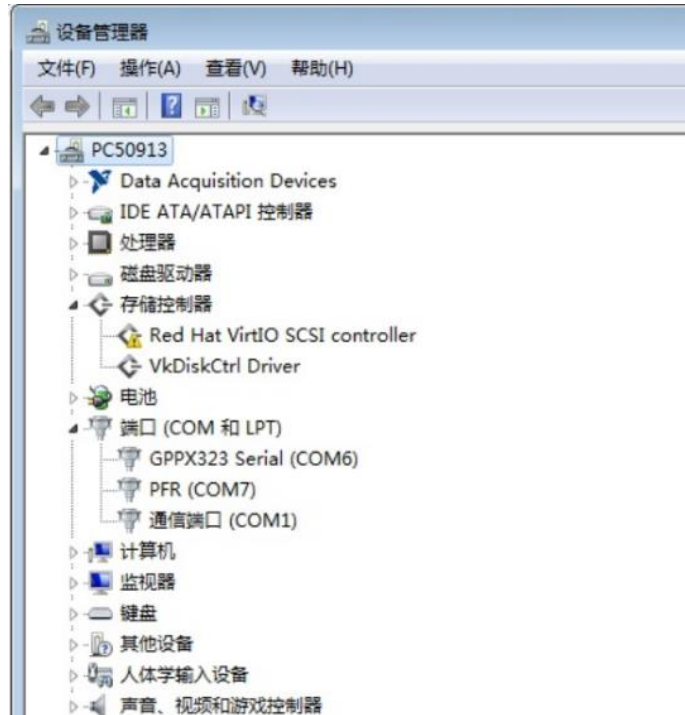 设备管理器
文件(F) 操作(A) 查看(V) 帮助(H)
PC50913
Data Acquisition Devices
IDE ATA/ATAPI 控制器
处理器
磁盘驱动器
存储控制器
Red Hat VirtIO SCSI controller
VkDiskCtrl Driver
电池
端口 (COM 和 LPT)
GPPX323 Serial (COM6)
PFR (COM7)
通信端口 (COM1)
计算机
监视器
键盘
其他设备
人体学输入设备
声音、视频和游戏控制器